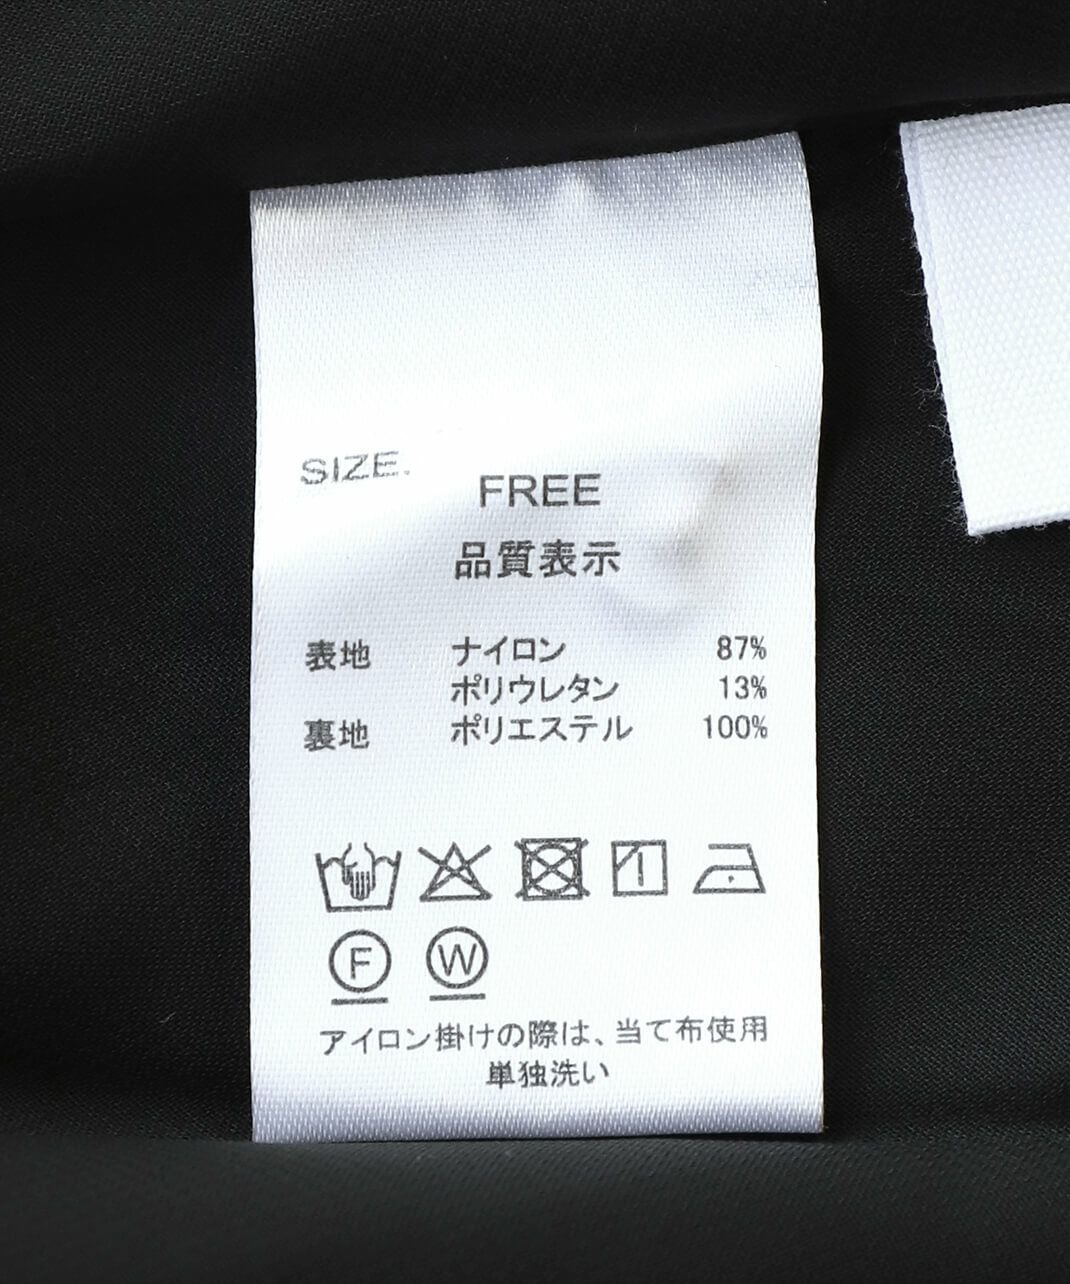 SIZE.
FREE
品質表示
表地 ナイロン 87%
ポリウレタン 13%
裏地 ポリエステル 100%
F W
アイロン掛けの際は、当て布使用
単独洗い